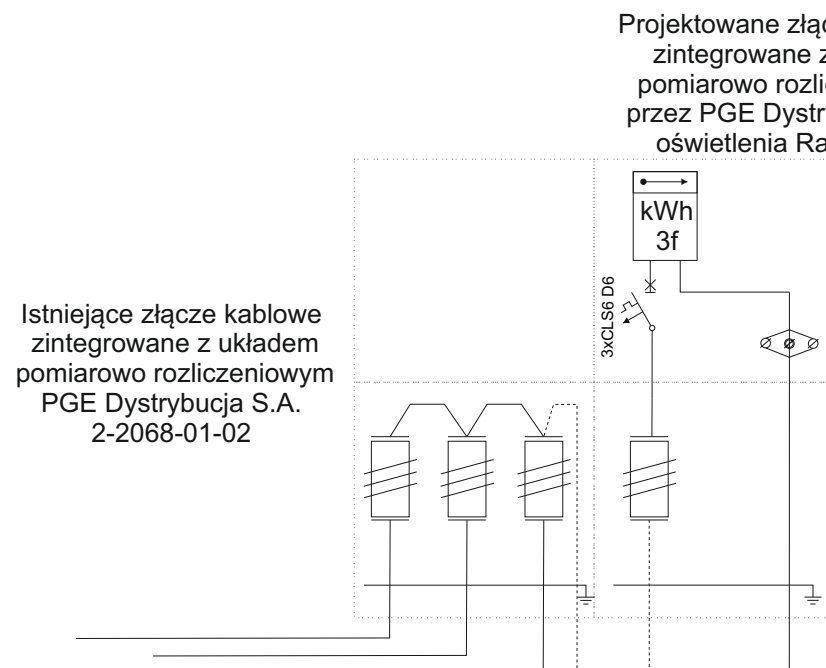 Projektowane złąc
zintegrowane z
pomiarowo rozli
przez PGE Dystr
oświetlenia Ra
kWh
3f
3xCLS6 D6
Istniejące złącze kablowe
zintegrowane z układem
pomiarowo rozliczeniowym
PGE Dystrybucja S.A.
2-2068-01-02